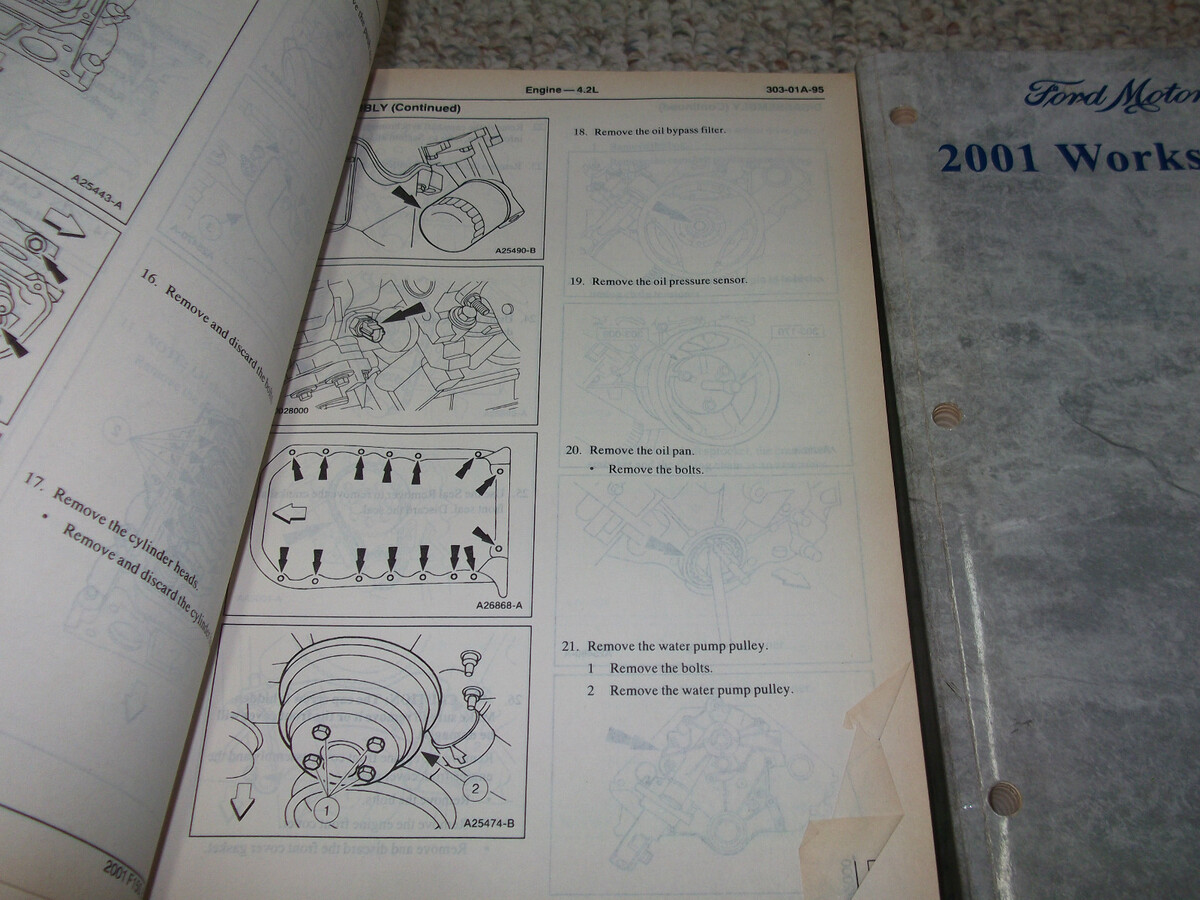 A25443-A
16. Remove and discard the
17. Remove the cylinder heads.
• Remove and discard the cylinder
2001
Engine — 4.2L 303-01A-95
(Continued)
A25490-B
18. Remove the oil bypass filter.
19. Remove the oil pressure sensor.
A26868-A
20. Remove the oil pan.
• Remove the bolts.
1
2
A25474-B
21. Remove the water pump pulley.
1 Remove the bolts.
2 Remove the water pump pulley.
Ford Motor
2001 Works